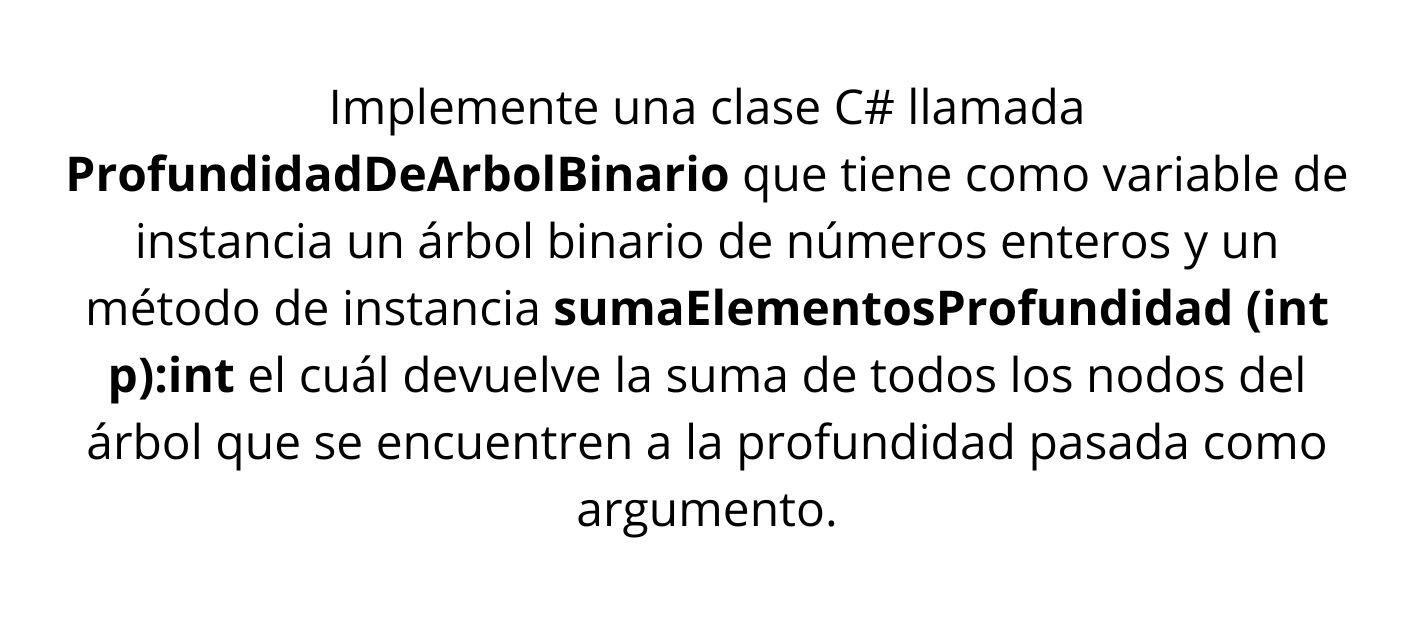 Implemente una clase C# llamada
ProfundidadDeArbolBinario que tiene como variable de
instancia un árbol binario de números enteros y un
método de instancia sumaElementosProfundidad (int
p):int el cuál devuelve la suma de todos los nodos del
árbol que se encuentren a la profundidad pasada como
argumento.